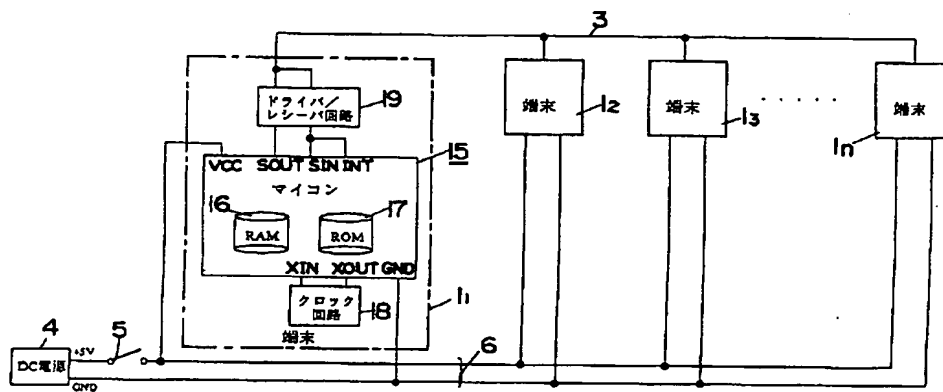 3
ドライバ/
レシーバ回路
19
端末
1₂
端末
1₃
・・・・・
端末
1n
15
VCC SOUT SIN INT
マイコン
16
RAM
17
ROM
XIN XOUT GND
クロック
回路
18
端末
1₁
4
DC電源
+5V
GND
5
6